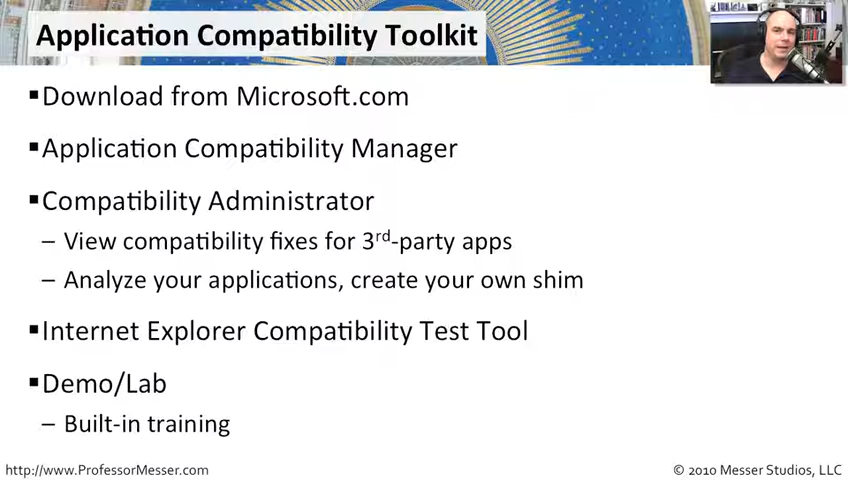 Application Compatibility Toolkit
▪Download from Microsoft.com
▪Application Compatibility Manager
▪Compatibility Administrator
– View compatibility fixes for 3rd-party apps
– Analyze your applications, create your own shim
▪Internet Explorer Compatibility Test Tool
▪Demo/Lab
– Built-in training
http://www.ProfessorMesser.com
© 2010 Messer Studios, LLC